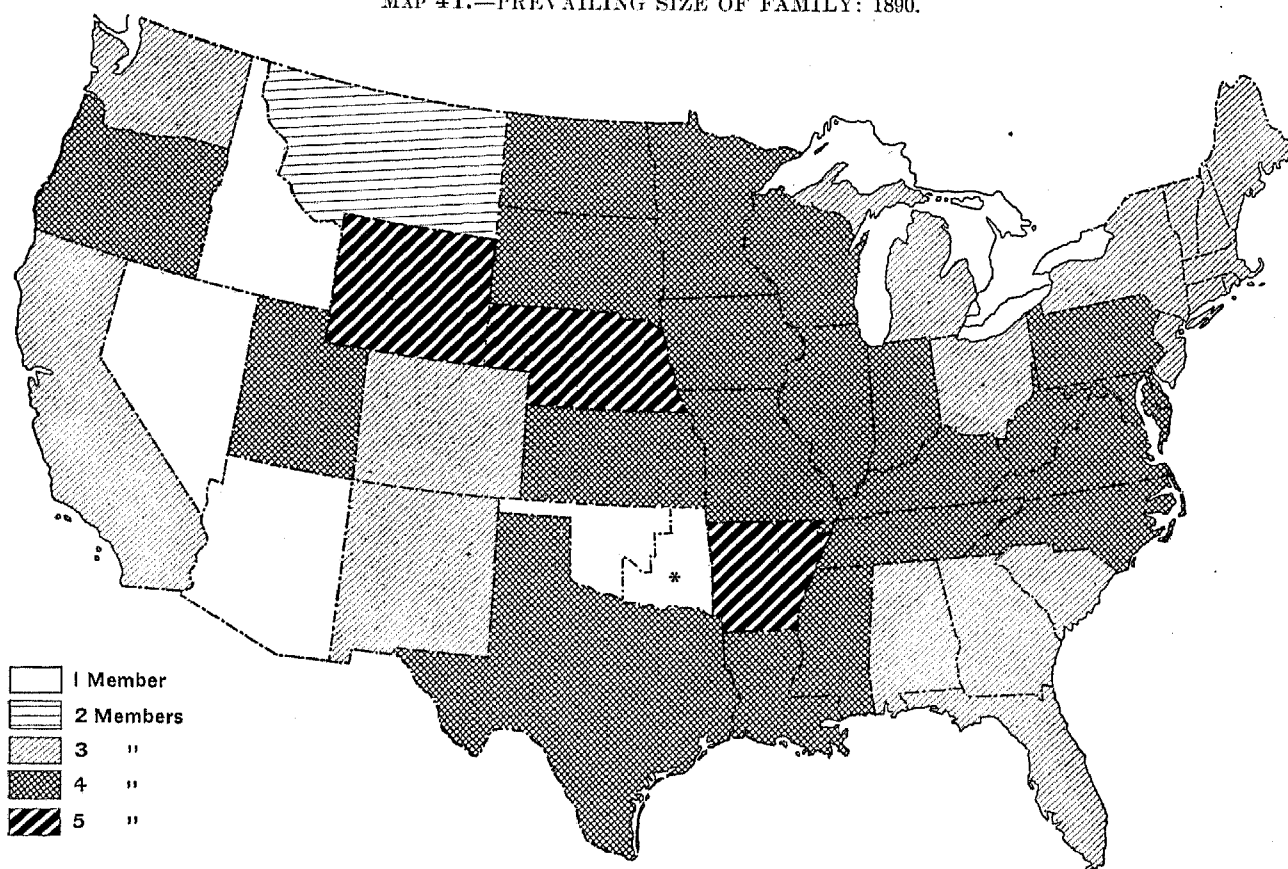 MAP 41.—PREVAILING SIZE OF FAMILY: 1890.
*
1 Member
2 Members
3 "
4 "
5 "